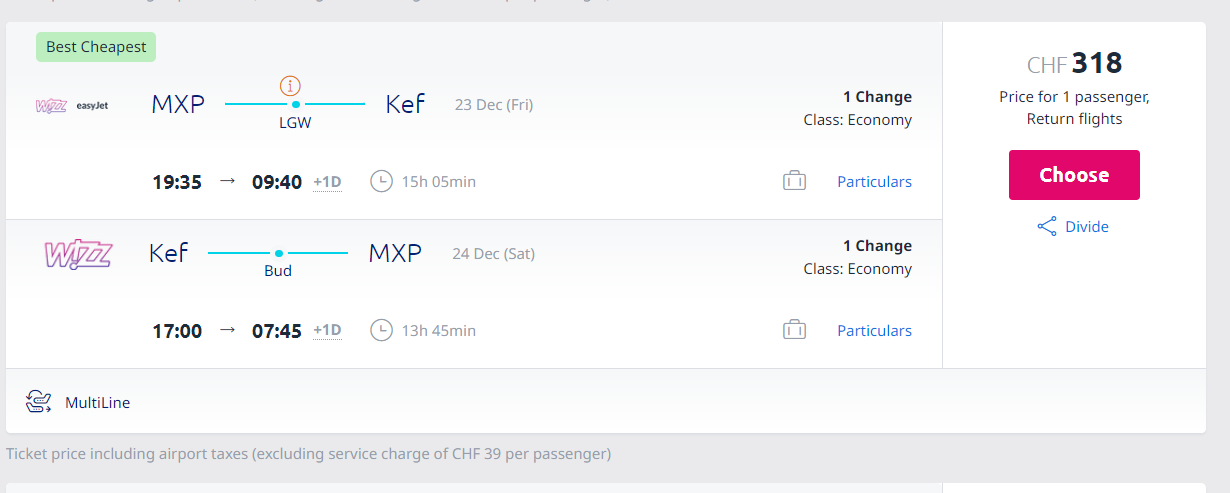 Best Cheapest
WIZZ easyJet MXP LGW Kef 23 Dec (Fri)
1 Change
Class: Economy
19:35 → 09:40 +1D 15h 05min Particulars
WIZZ Kef Bud MXP 24 Dec (Sat)
1 Change
Class: Economy
17:00 → 07:45 +1D 13h 45min Particulars
MultiLine
CHF 318
Price for 1 passenger,
Return flights
Choose
Divide
Ticket price including airport taxes (excluding service charge of CHF 39 per passenger)